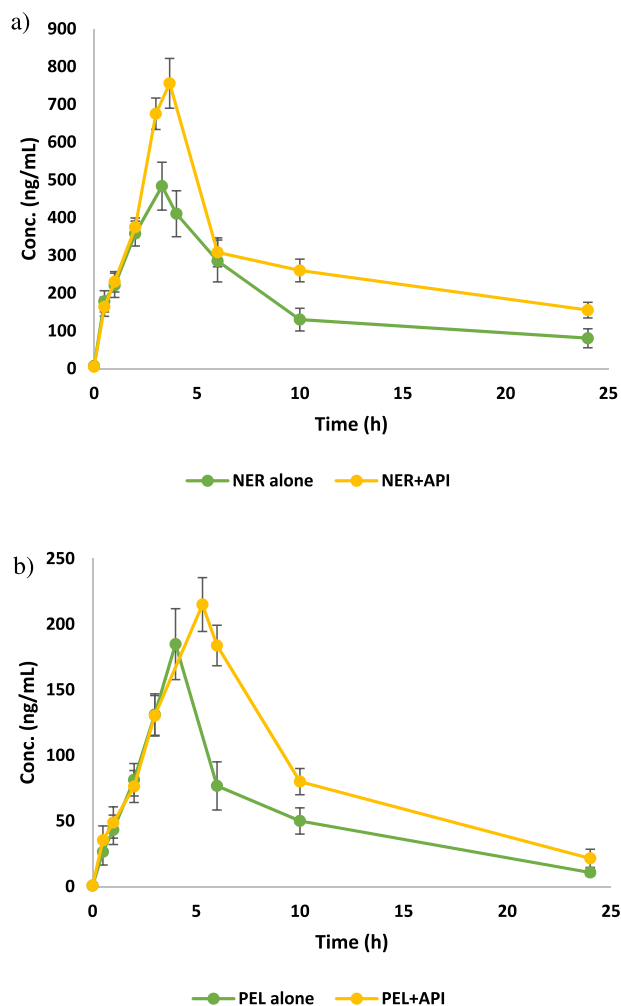 a)
900
800
700
600
500
400
300
200
100
0
Conc. (ng/mL)
0 5 10 15 20 25
Time (h)
NER alone NER+API
b)
250
200
150
100
50
0
Conc. (ng/mL)
0 5 10 15 20 25
Time (h)
PEL alone PEL+API